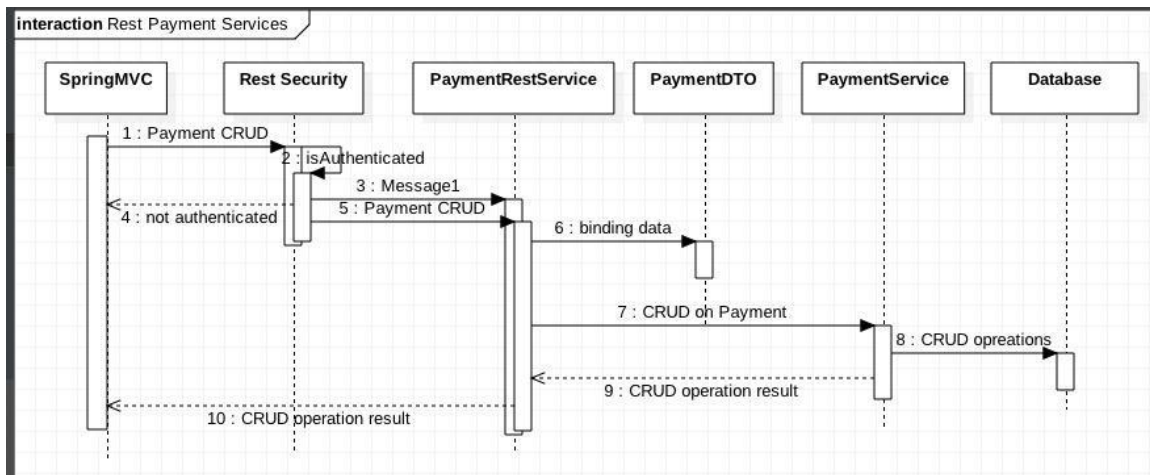 interaction Rest Payment Services
SpringMVC
Rest Security
PaymentRestService
PaymentDTO
PaymentService
Database
1 : Payment CRUD
2 : isAuthenticated
3 : Message1
4 : not authenticated
5 : Payment CRUD
6 : binding data
7 : CRUD on Payment
8 : CRUD opreations
9 : CRUD operation result
10 : CRUD operation result